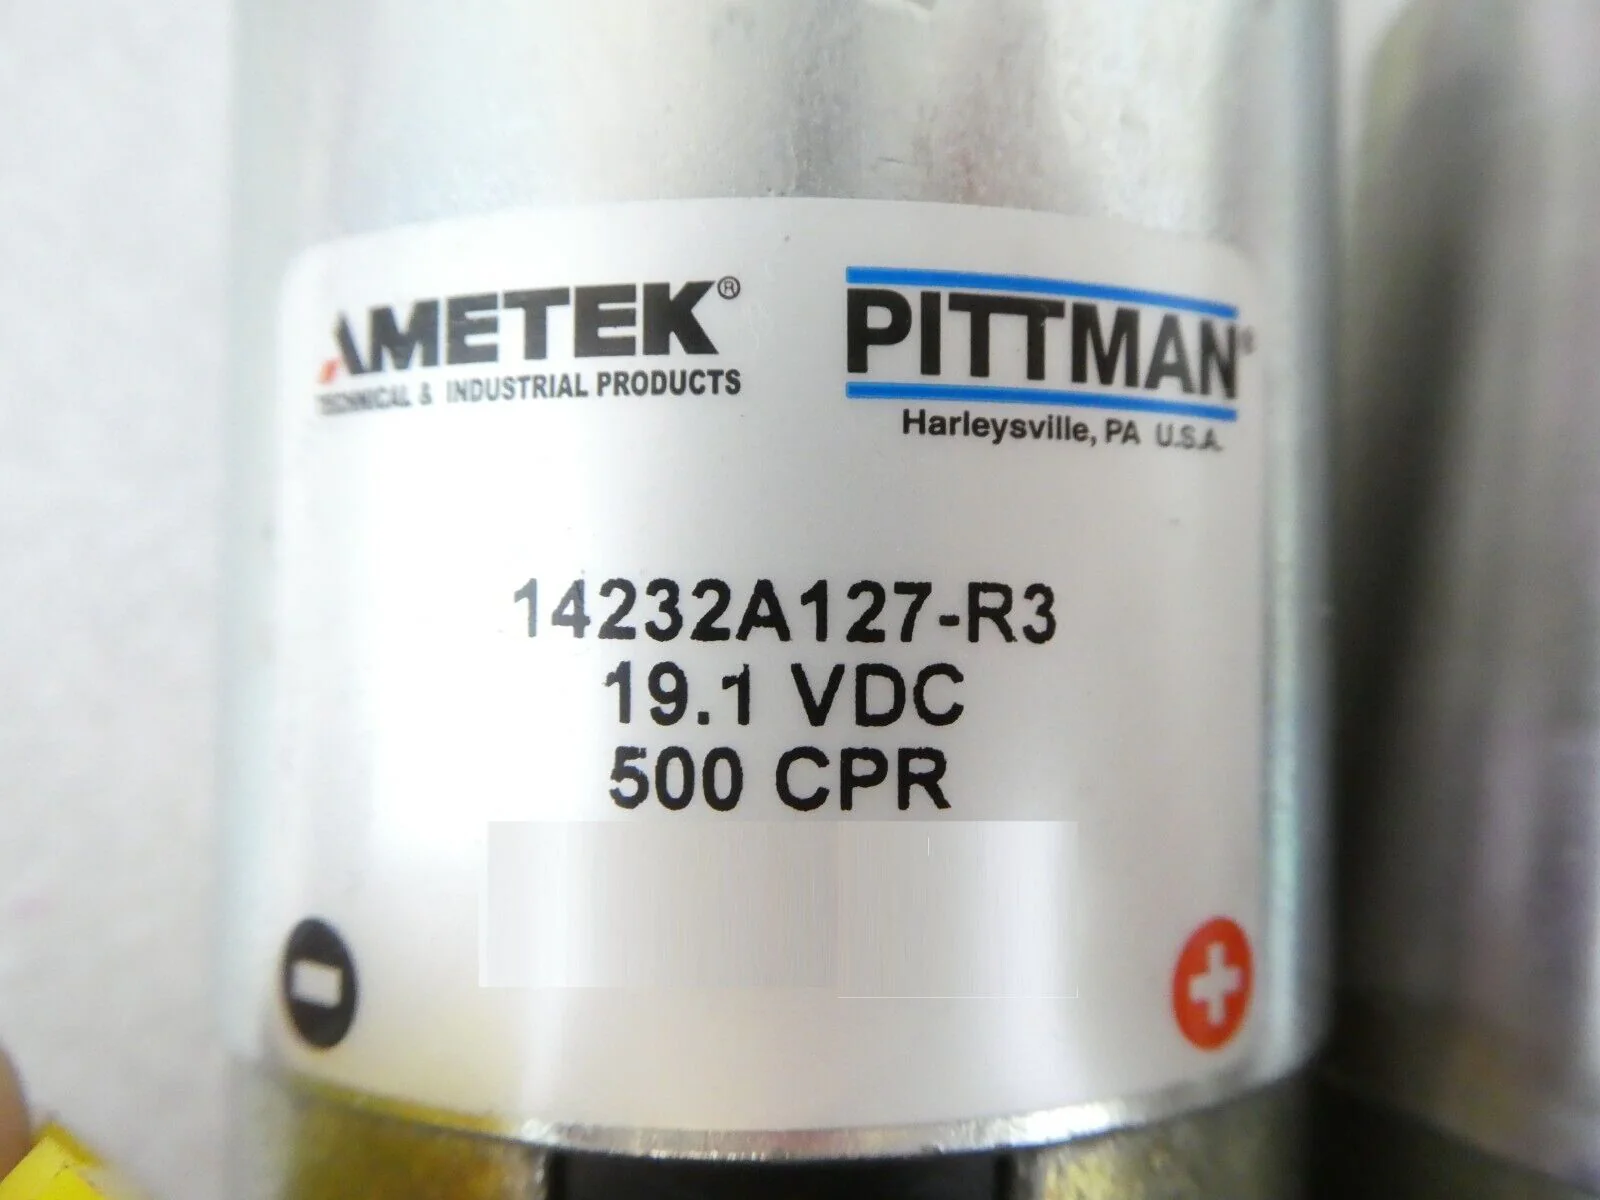 AMETEK®
TECHNICAL & INDUSTRIAL PRODUCTS
PITTMAN®
Harleysville, PA U.S.A.
14232A127-R3
19.1 VDC
500 CPR